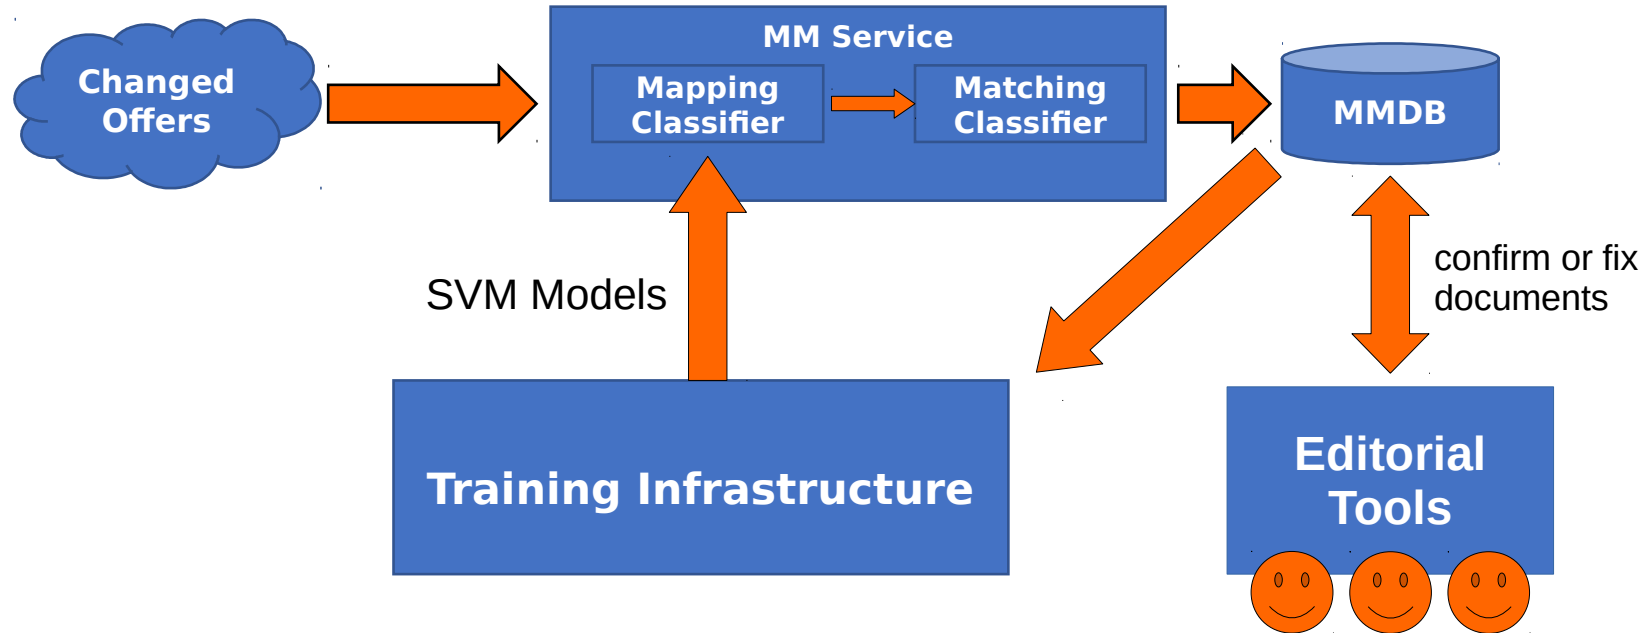 Changed
Offers
MM Service
Mapping
Classifier
Matching
Classifier
MMDB
SVM Models
confirm or fix
documents
Training Infrastructure
Editorial
Tools